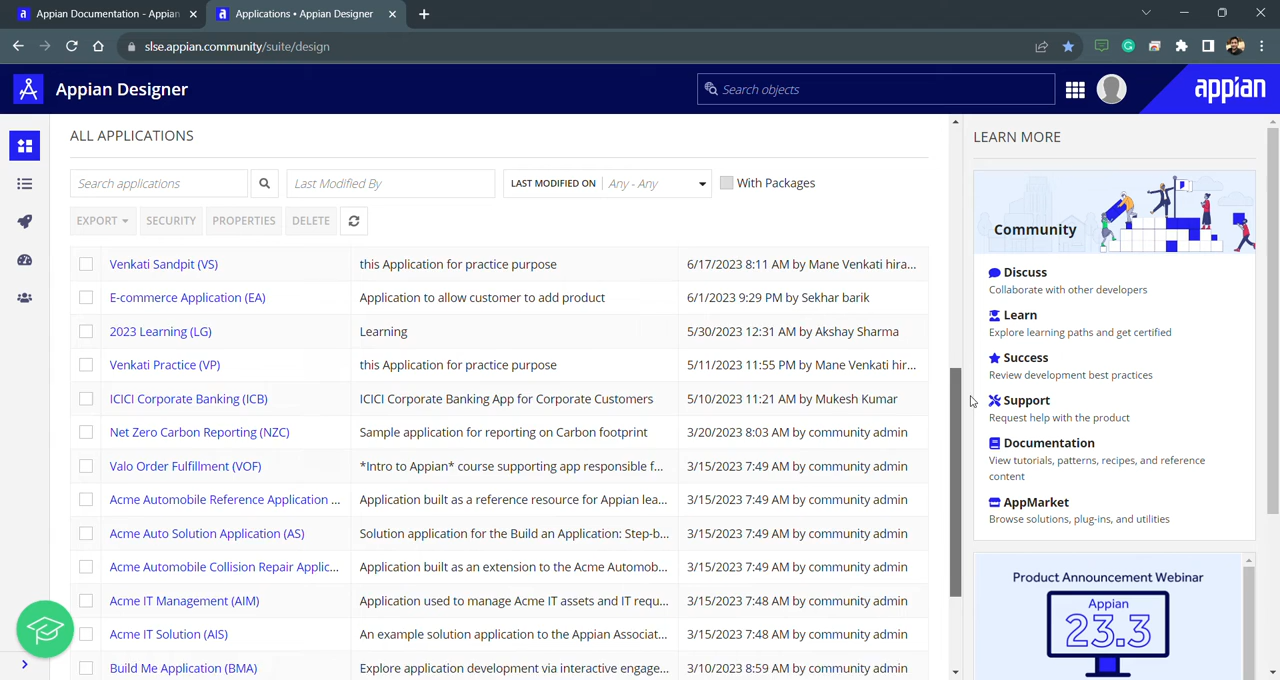 Appian Documentation - Appian
Applications • Appian Designer
slse.appian.community/suite/design
Appian Designer
Search objects
appian
ALL APPLICATIONS
Search applications
Last Modified By
LAST MODIFIED ON Any - Any
With Packages
EXPORT
SECURITY
PROPERTIES
DELETE
Venkati Sandpit (VS) this Application for practice purpose 6/17/2023 8:11 AM by Mane Venkati hira...
E-commerce Application (EA) Application to allow customer to add product 6/1/2023 9:29 PM by Sekhar barik
2023 Learning (LG) Learning 5/30/2023 12:31 AM by Akshay Sharma
Venkati Practice (VP) this Application for practice purpose 5/11/2023 11:55 PM by Mane Venkati hir...
ICICI Corporate Banking (ICB) ICICI Corporate Banking App for Corporate Customers 5/10/2023 11:21 AM by Mukesh Kumar
Net Zero Carbon Reporting (NZC) Sample application for reporting on Carbon footprint 3/20/2023 8:03 AM by community admin
Valo Order Fulfillment (VOF) *Intro to Appian* course supporting app responsible f... 3/15/2023 7:49 AM by community admin
Acme Automobile Reference Application ... Application built as a reference resource for Appian lea... 3/15/2023 7:49 AM by community admin
Acme Auto Solution Application (AS) Solution application for the Build an Application: Step-b... 3/15/2023 7:49 AM by community admin
Acme Automobile Collision Repair Applic... Application built as an extension to the Acme Automob... 3/15/2023 7:49 AM by community admin
Acme IT Management (AIM) Application used to manage Acme IT assets and IT requ... 3/15/2023 7:48 AM by community admin
Acme IT Solution (AIS) An example solution application to the Appian Associat... 3/15/2023 7:48 AM by community admin
Build Me Application (BMA) Explore application development via interactive engage... 3/10/2023 8:59 AM by community admin
LEARN MORE
Community
Discuss
Collaborate with other developers
Learn
Explore learning paths and get certified
Success
Review development best practices
Support
Request help with the product
Documentation
View tutorials, patterns, recipes, and reference
content
AppMarket
Browse solutions, plug-ins, and utilities
Product Announcement Webinar
Appian
23.3